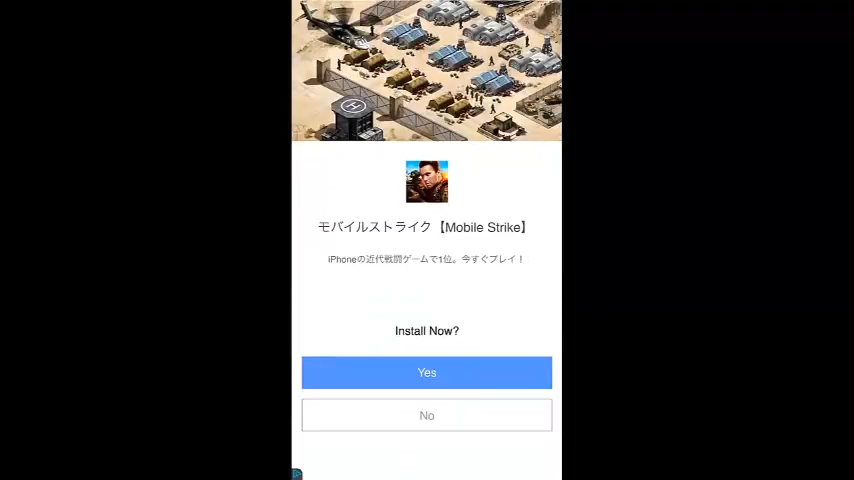 モバイルストライク【Mobile Strike】
iPhoneの近代戦闘ゲームで1位。今すぐプレイ！
Install Now?
Yes
No